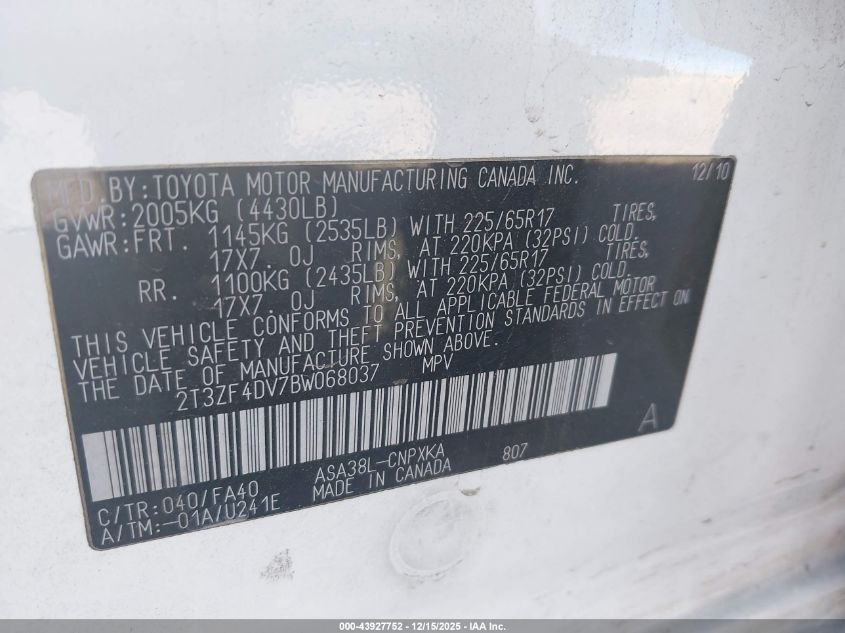 MFD.BY:TOYOTA MOTOR MANUFACTURING CANADA INC. 12/10
GVWR:2005KG (4430LB)
GAWR:FRT. 1145KG (2535LB) WITH 225/65R17 TIRES,
17X7.0J RIMS, AT 220KPA (32PSI) COLD.
RR. 1100KG (2435LB) WITH 225/65R17 TIRES,
17X7.0J RIMS, AT 220KPA (32PSI) COLD.
THIS VEHICLE CONFORMS TO ALL APPLICABLE FEDERAL MOTOR
VEHICLE SAFETY AND THEFT PREVENTION STANDARDS IN EFFECT ON
THE DATE OF MANUFACTURE SHOWN ABOVE.
2T3ZF4DV7BW068037 MPV
A
ASA38L-CNPXKA 807
C/TR:040/FA40 MADE IN CANADA
A/TM:-01A/U241E
000-43927752 - 12/15/2025 - IAA Inc.